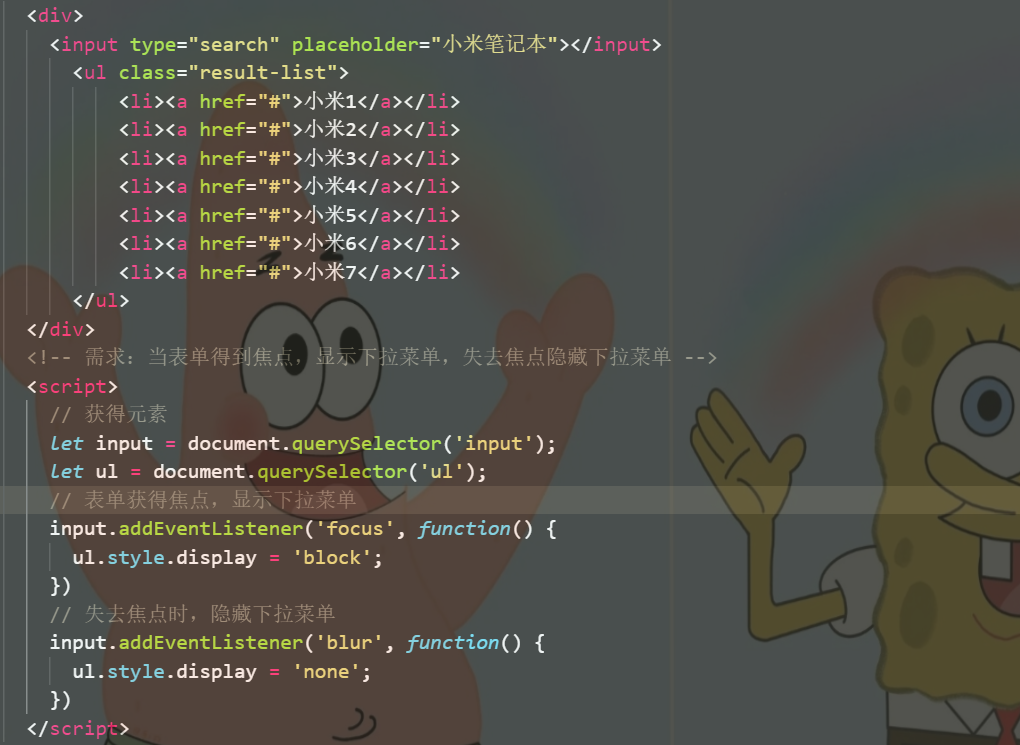 <div>
<input type="search" placeholder="小米笔记本"></input>
<ul class="result-list">
<li><a href="#">小米1</a></li>
<li><a href="#">小米2</a></li>
<li><a href="#">小米3</a></li>
<li><a href="#">小米4</a></li>
<li><a href="#">小米5</a></li>
<li><a href="#">小米6</a></li>
<li><a href="#">小米7</a></li>
</ul>
</div>
<!-- 需求: 当表单得到焦点，显示下拉菜单，失去焦点隐藏下拉菜单 -->
<script>
// 获得元素
let input = document.querySelector('input');
let ul = document.querySelector('ul');
// 表单获得焦点，显示下拉菜单
input.addEventListener('focus', function() {
ul.style.display = 'block';
})
// 失去焦点时，隐藏下拉菜单
input.addEventListener('blur', function() {
ul.style.display = 'none';
})
</script>